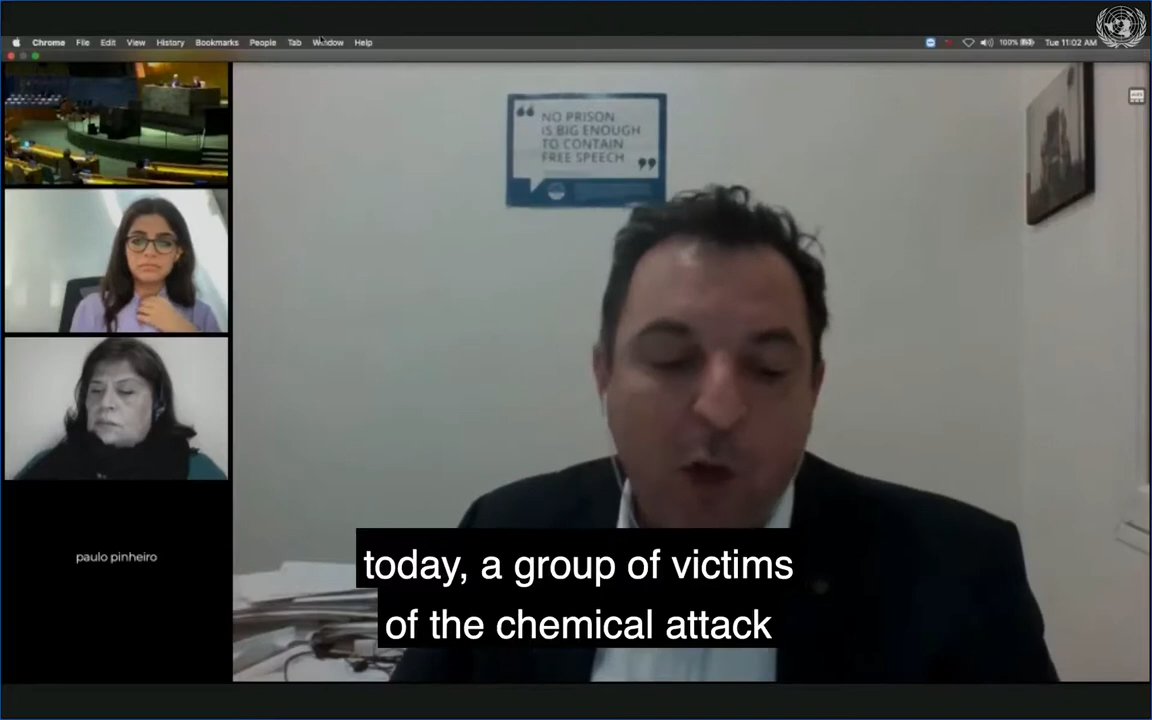 Chrome File Edit View History Bookmarks People Tab Window Help 100% Tue 11:02 AM
“ NO PRISON
IS BIG ENOUGH
TO CONTAIN
FREE SPEECH ”
paulo pinheiro
today, a group of victims
of the chemical attack